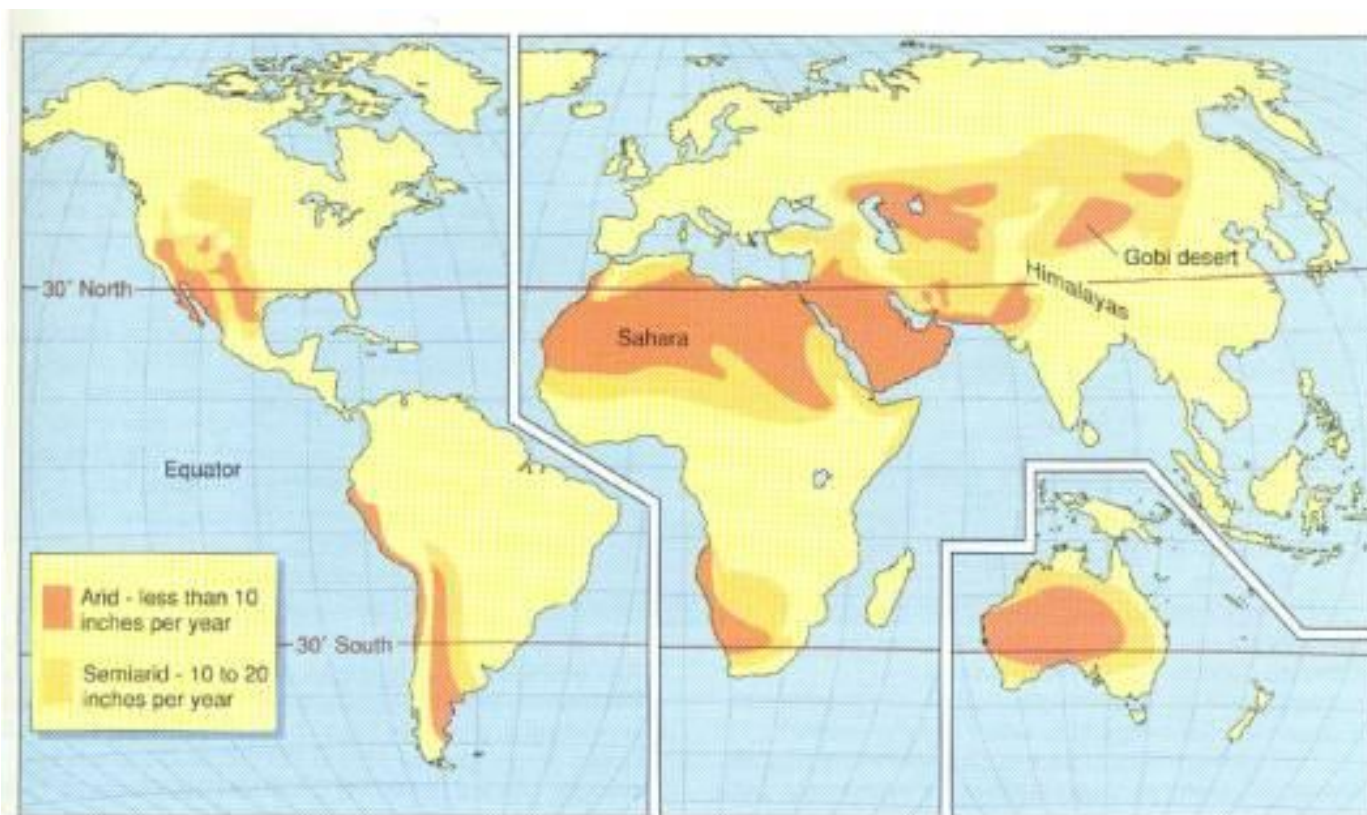 30° North
Sahara
Gobi desert
Himalayas
Equator
Arid - less than 10
inches per year
30° South
Semiarid - 10 to 20
inches per year